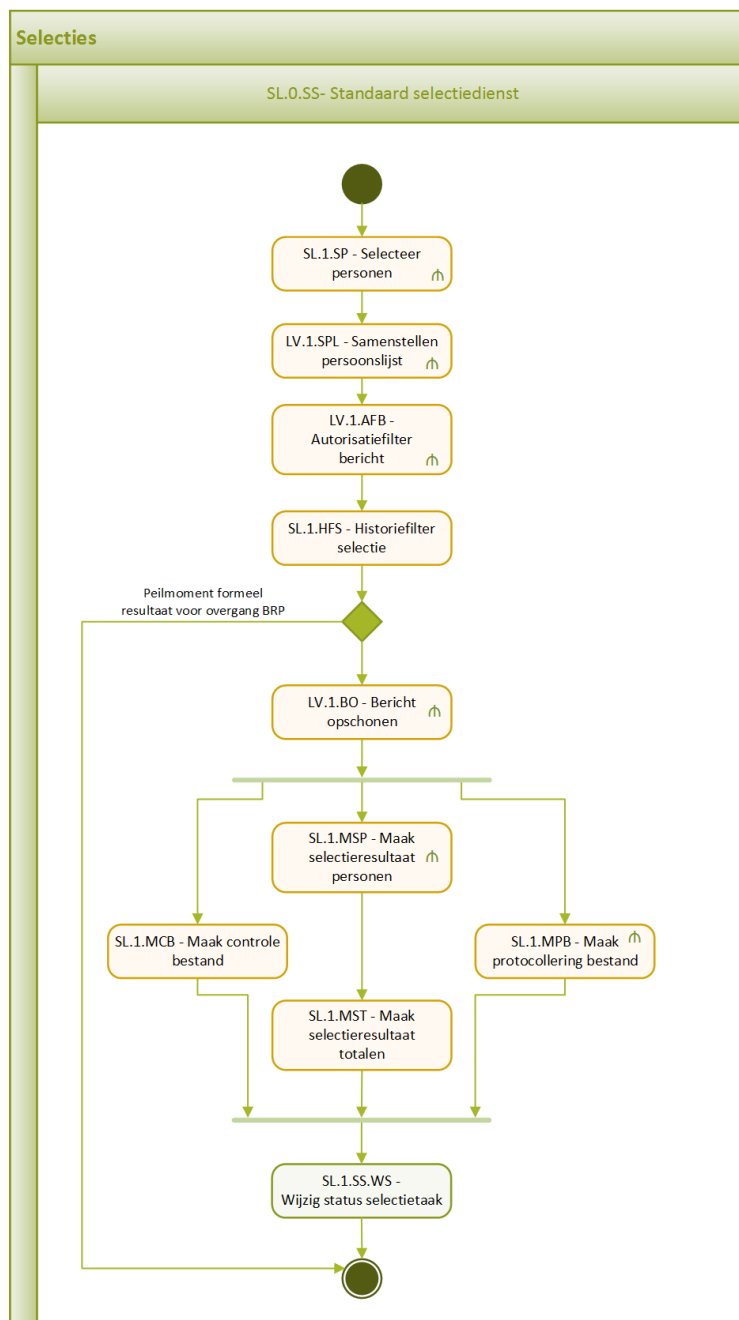 Selecties
SL.0.SS- Standaard selectiedienst
SL.1.SP - Selecteer
personen
LV.1.SPL - Samenstellen
persoonslijst
LV.1.AFB -
Autorisatiefilter
bericht
SL.1.HFS - Historiefilter
selectie
Peilmoment formeel
resultaat voor overgang BRP
LV.1.BO - Bericht
opschonen
SL.1.MSP - Maak
selectieresultaat
personen
SL.1.MCB - Maak controle
bestand
SL.1.MPB - Maak
protocollering bestand
SL.1.MST - Maak
selectieresultaat
totalen
SL.1.SS.WS -
Wijzig status selectietaak